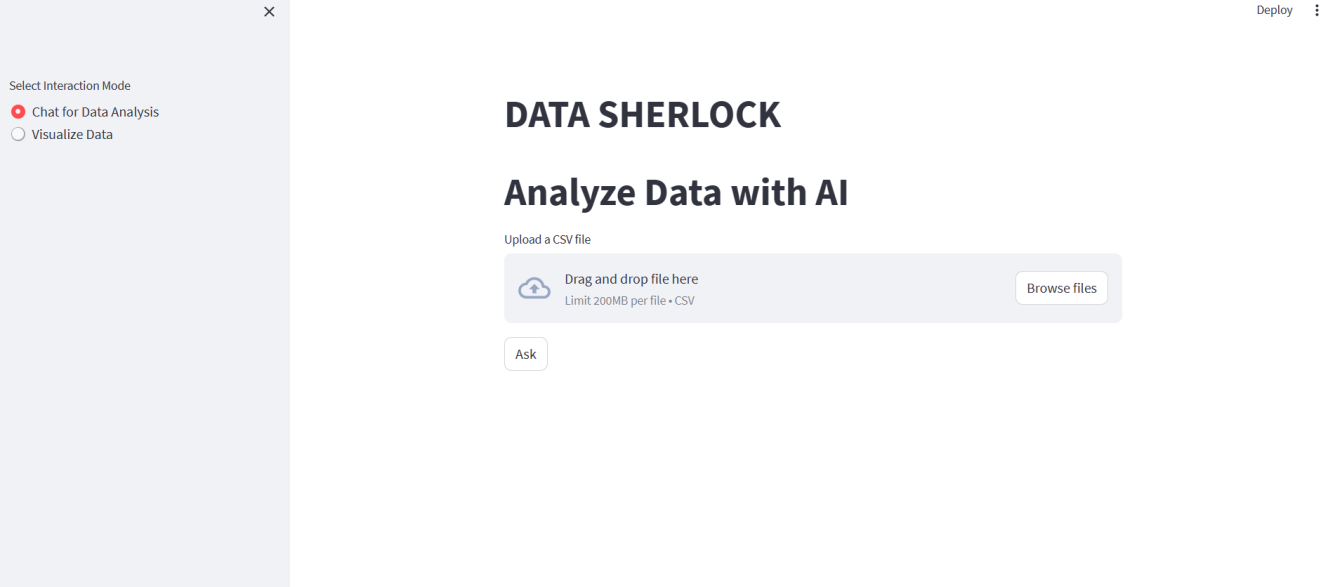 Deploy
Select Interaction Mode
Chat for Data Analysis
Visualize Data
DATA SHERLOCK
Analyze Data with AI
Upload a CSV file
Drag and drop file here
Limit 200MB per file • CSV
Browse files
Ask